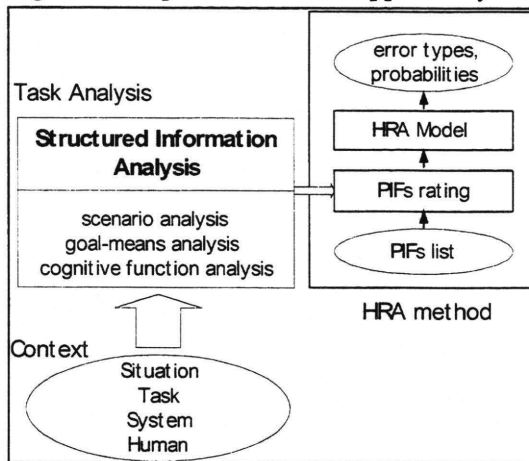 Task Analysis
Structured Information
Analysis
scenario analysis
goal-means analysis
cognitive function analysis
Context
Situation
Task
System
Human
error types,
probabilities
HRA Model
PIFs rating
PIFs list
HRA method